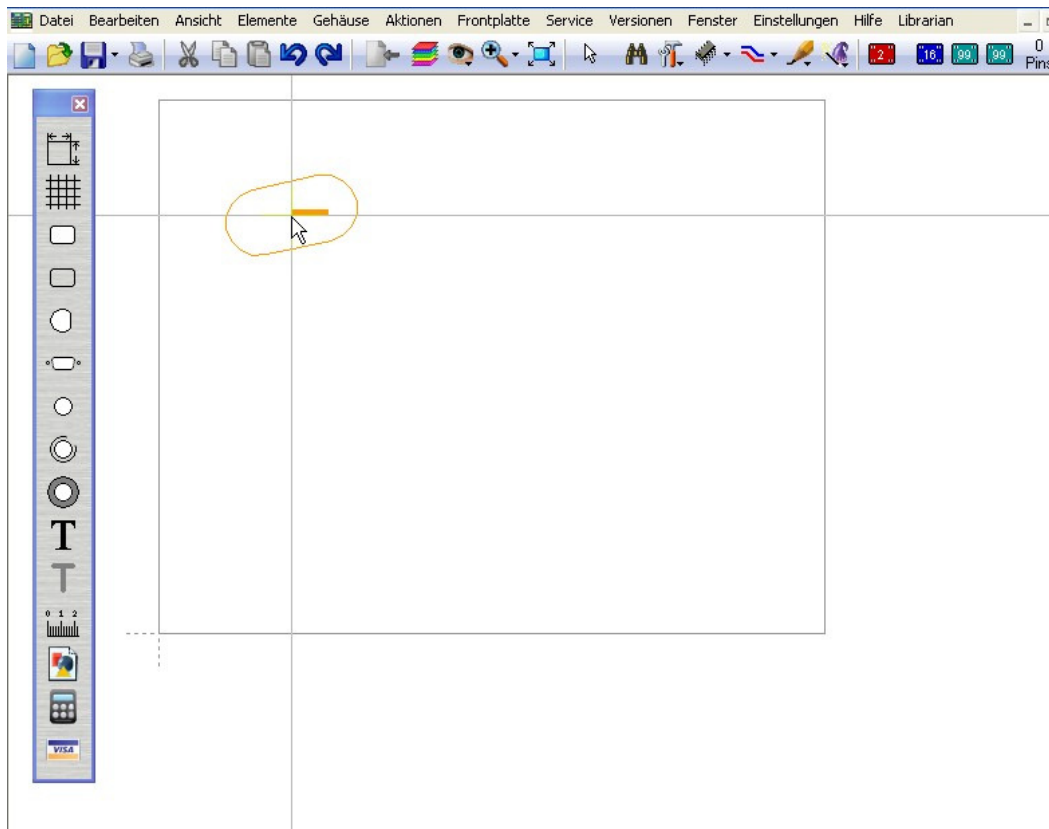 Datei Bearbeiten Ansicht Elemente Gehäuse Aktionen Frontplatte Service Versionen Fenster Einstellungen Hilfe Librarian
2 16 99 99 0
Pins
T
T
0 1 2
VISA